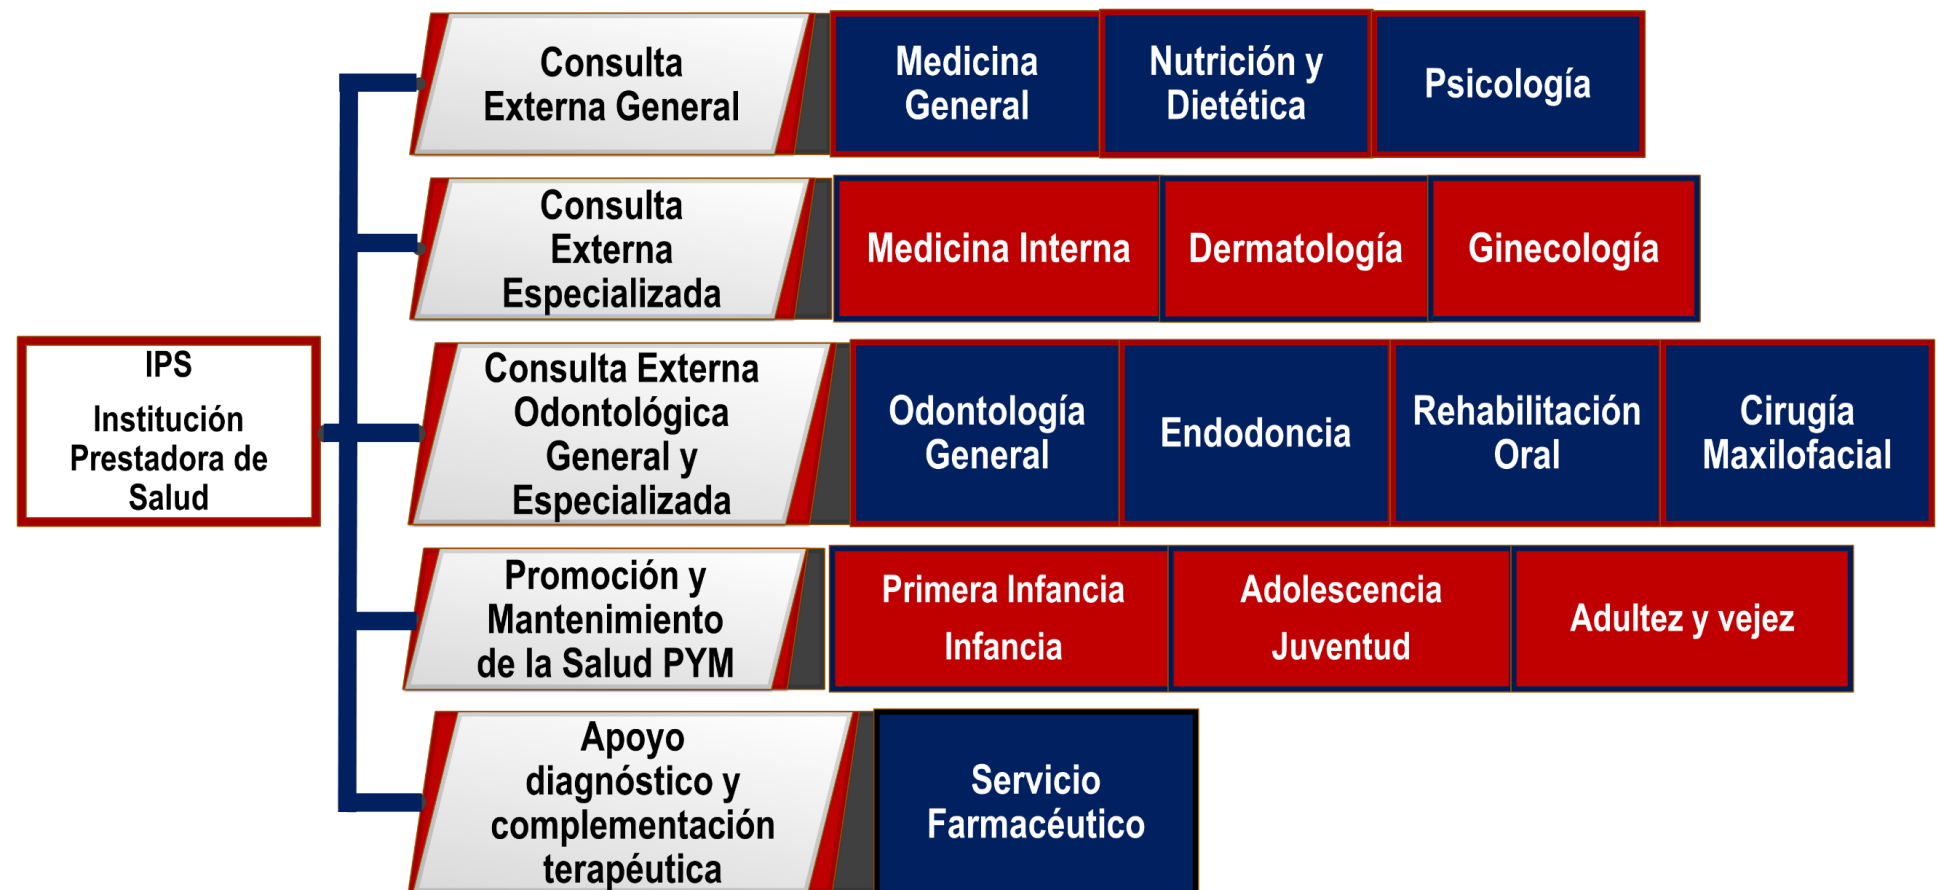 Consulta
Externa General
Medicina
General
Nutrición y
Dietética
Psicología
Consulta
Externa
Especializada
Medicina Interna
Dermatología
Ginecología
IPS
Institución
Prestadora de
Salud
Consulta Externa
Odontológica
General y
Especializada
Odontología
General
Endodoncia
Rehabilitación
Oral
Cirugía
Maxilofacial
Promoción y
Mantenimiento
de la Salud PYM
Primera Infancia
Infancia
Adolescencia
Juventud
Adultez y vejez
Apoyo
diagnóstico y
complementación
terapéutica
Servicio
Farmacéutico